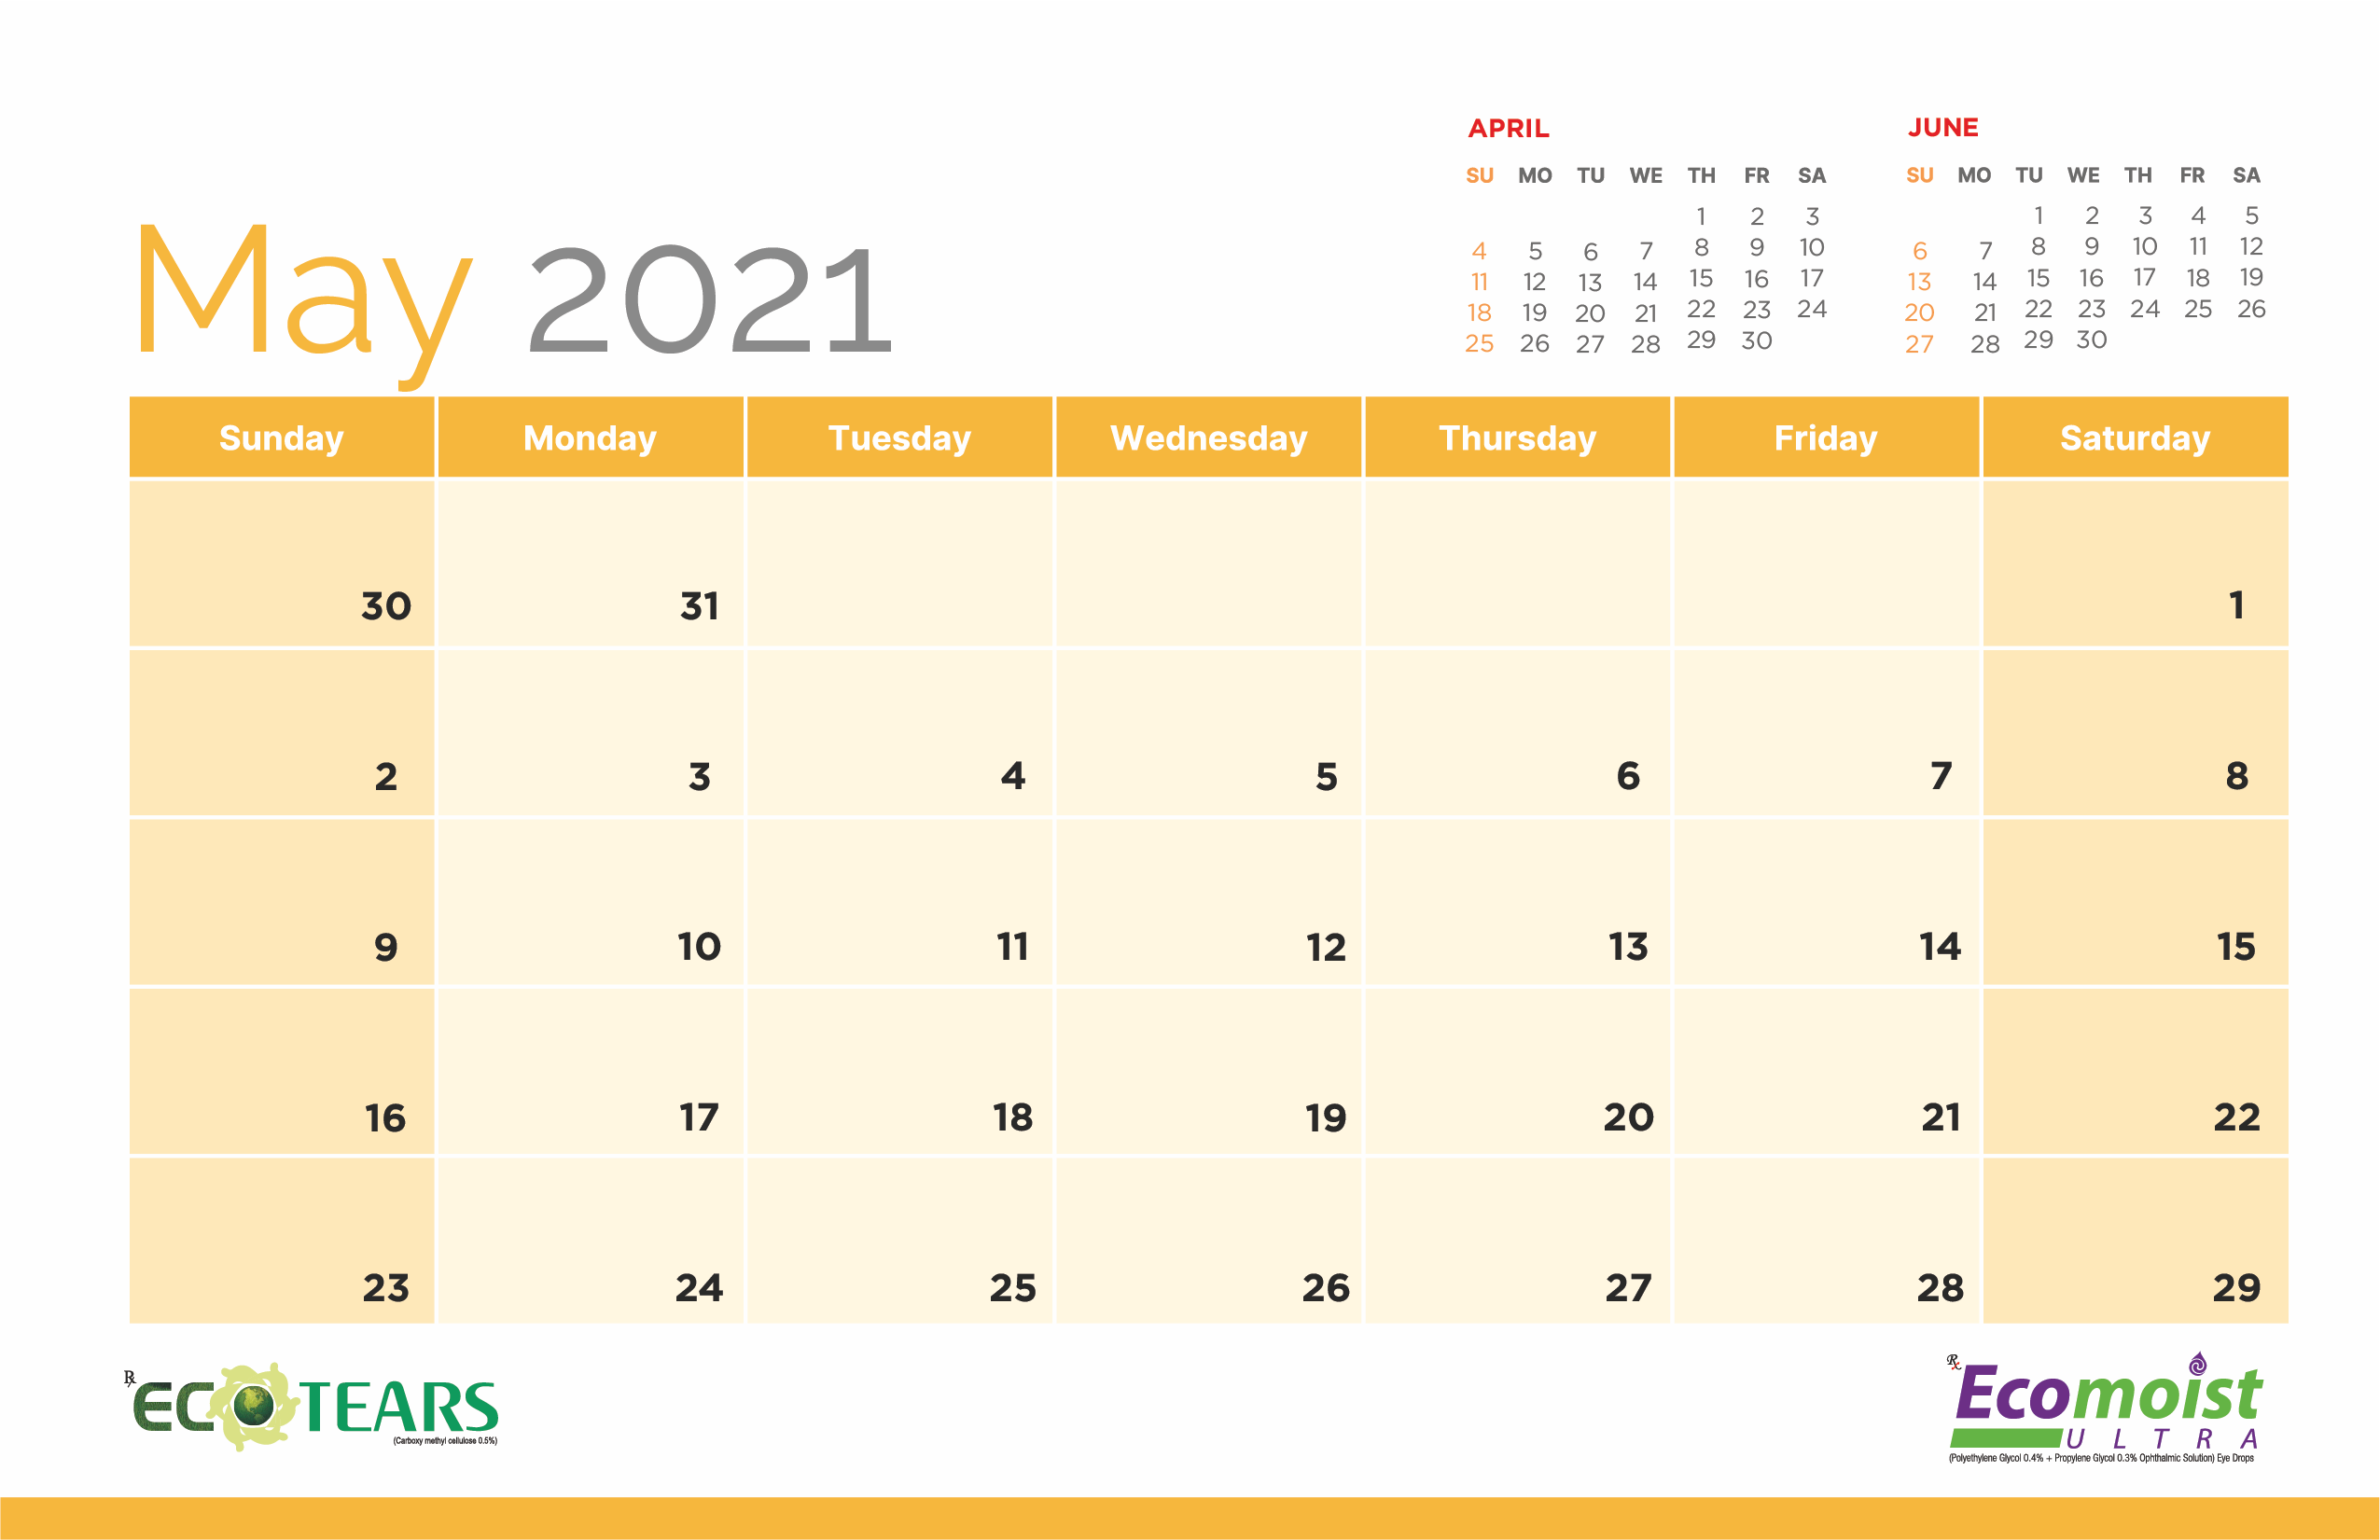 May 2021
APRIL
SU MO TU WE TH FR SA
1 2 3
4 5 6 7 8 9 10
11 12 13 14 15 16 17
18 19 20 21 22 23 24
25 26 27 28 29 30
JUNE
SU MO TU WE TH FR SA
1 2 3 4 5
6 7 8 9 10 11 12
13 14 15 16 17 18 19
20 21 22 23 24 25 26
27 28 29 30
Sunday Monday Tuesday Wednesday Thursday Friday Saturday
30 31 1
2 3 4 5 6 7 8
9 10 11 12 13 14 15
16 17 18 19 20 21 22
23 24 25 26 27 28 29
℞ ECOTEARS
(Carboxy methyl cellulose 0.5%)
℞ Ecomoist
ULTRA
(Polyethylene Glycol 0.4% + Propylene Glycol 0.3% Ophthalmic Solution) Eye Drops